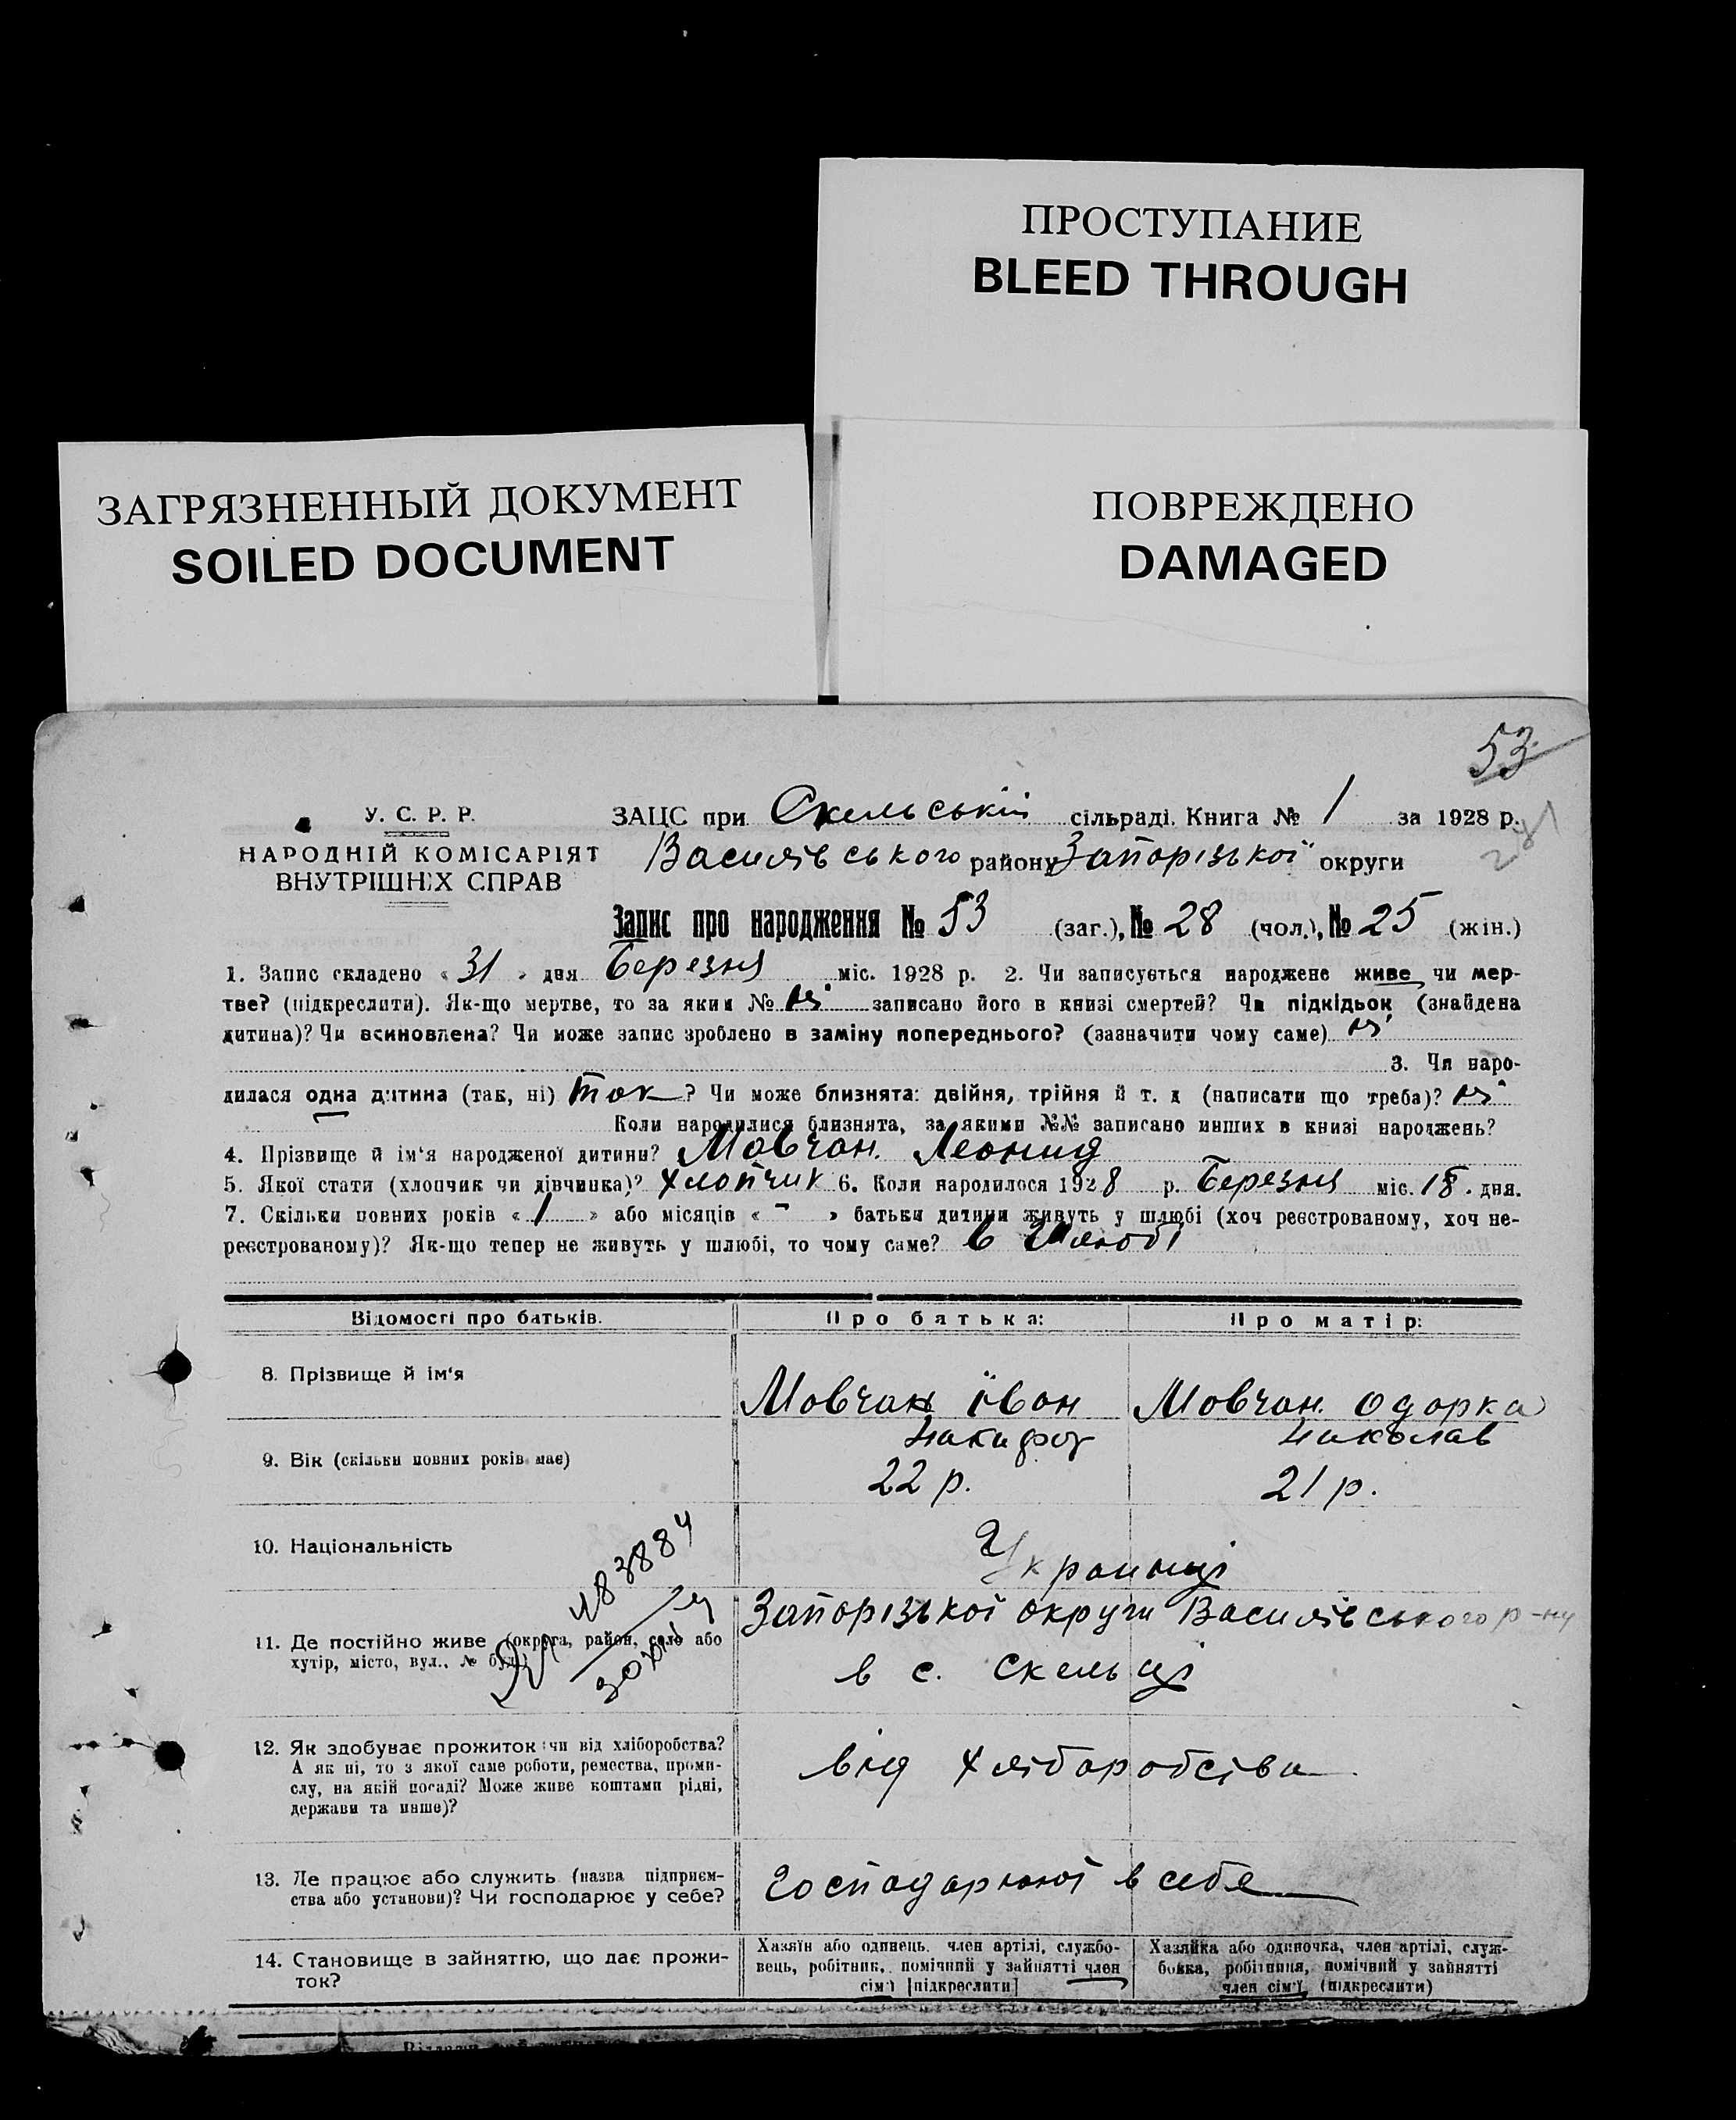 ПРОСТУПАНИЕ
BLEED THROUGH
ЗАГРЯЗНЕННЫЙ ДОКУМЕНТ
SOILED DOCUMENT
ПОВРЕЖДЕНО
DAMAGED
53
У. С. Р. Р.
НАРОДНІЙ КОМІСАРІЯТ
ВНУТРІШНІХ СПРАВ
ЗАЦС при Скельській сільраді. Книга № 1 за 1928 р.
Василівського району Запорізької округи
Запис про народження № 53 (заг.), № 28 (чол.), № 25 (жін.)
1. Запис складено «31» дня Березня міс. 1928 р. 2. Чи записується народжене живе чи мер-
тве? (підкреслити). Як-що мертве, то за яким № ні записано його в книзі смертей? Чи підкідьок (знайдена
дитина)? Чи всиновлена? Чи може запис зроблено в заміну попереднього? (зазначити чому саме) ні
3. Чи наро-
дилася одна дитина (так, ні) так? Чи може близнята: двійня, трійня й т. д (написати що треба)? ні
Коли народилися близнята, за якими №№ записано инших в книзі народжень?
4. Прізвище й ім‘я народженої дитини? Мовчан. Леонид
5. Якої стати (хлопчик чи дівчинка)? Хлопчик 6. Коли народилося 1928 р. Березня міс. 18. дня.
7. Скільки повних років «1» або місяців «-» батьки дитини живуть у шлюбі (хоч реєстрованому, хоч не-
реєстрованому)? Як-що тепер не живуть у шлюбі, то чому саме? в Шлюбі
Відомості про батьків. Про батька: Про матір:
8. Прізвище й ім‘я Мовчан Іван Мовчан. Одарка
Никифор Николав
9. Вік (скільки повних років має) 22 р. 21 р.
10. Національність Украинці
11. Де постійно живе (округа, район, село або
хутір, місто, вул., № буд.)
Запорізької округи Василівського р-ну
в с. Скельці
483884
12. Як здобуває прожиток (чи від хліборобства?
А як ні, то з якої саме роботи, ремества, проми-
слу, на якій посаді? Може живе коштами рідні,
держави та инше)?
від Хліборобства
13. Де працює або служить (назва підприєм-
ства або установи)? Чи господарює у себе?
Господарюют в себе
14. Становище в зайняттю, що дає прожи-
ток?
Хазяїн або одинець, член артілі, службо-
вець, робітник, помічний у зайнятті член
сім‘ї [підкреслити]
Хазяйка або одиночка, член артілі, служ-
бовка, робітниця, помічний у зайнятті
член сім‘ї, (підкреслити)